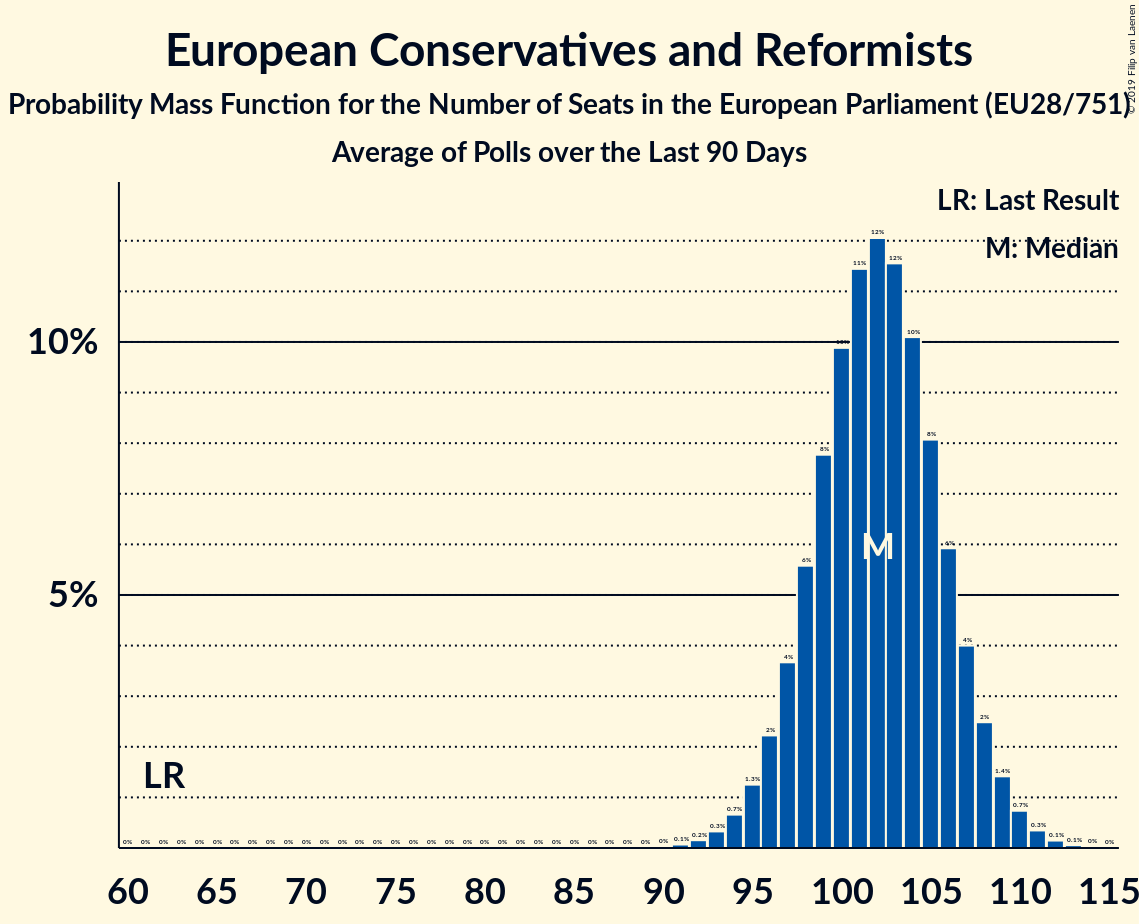 European Conservatives and Reformists
Probability Mass Function for the Number of Seats in the European Parliament (EU28/751)
Average of Polls over the Last 90 Days
© 2019 Filip van Laenen
LR: Last Result
M: Median
10%
5%
LR
M
0% 0% 0% 0% 0% 0% 0% 0% 0% 0% 0% 0% 0% 0% 0% 0% 0% 0% 0% 0% 0% 0% 0% 0% 0% 0% 0% 0% 0% 0% 0% 0.1% 0.2% 0.3% 0.7% 1.3% 2% 4% 6% 8% 10% 11% 12% 12% 10% 8% 6% 4% 2% 1.4% 0.7% 0.3% 0.1% 0.1% 0% 0%
60 65 70 75 80 85 90 95 100 105 110 115